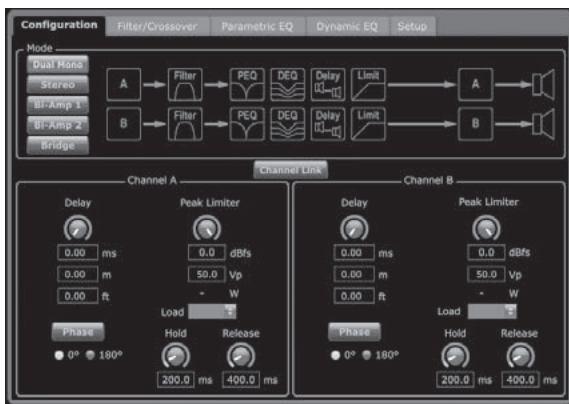 Configuration Filter/Crossover Parametric EQ Dynamic EQ Setup
Mode
Dual Mono
Stereo
Bi-Amp 1
Bi-Amp 2
Bridge
A Filter PEQ DEQ Delay Limit A
B Filter PEQ DEQ Delay Limit B
Channel Link
Channel A
Delay Peak Limiter
0.00 ms 0.0 dBfs
0.00 m 50.0 Vp
0.00 ft - W
Load
Phase Hold Release
0° 180°
200.0 ms 400.0 ms
Channel B
Delay Peak Limiter
0.00 ms 0.0 dBfs
0.00 m 50.0 Vp
0.00 ft - W
Load
Phase Hold Release
0° 180°
200.0 ms 400.0 ms